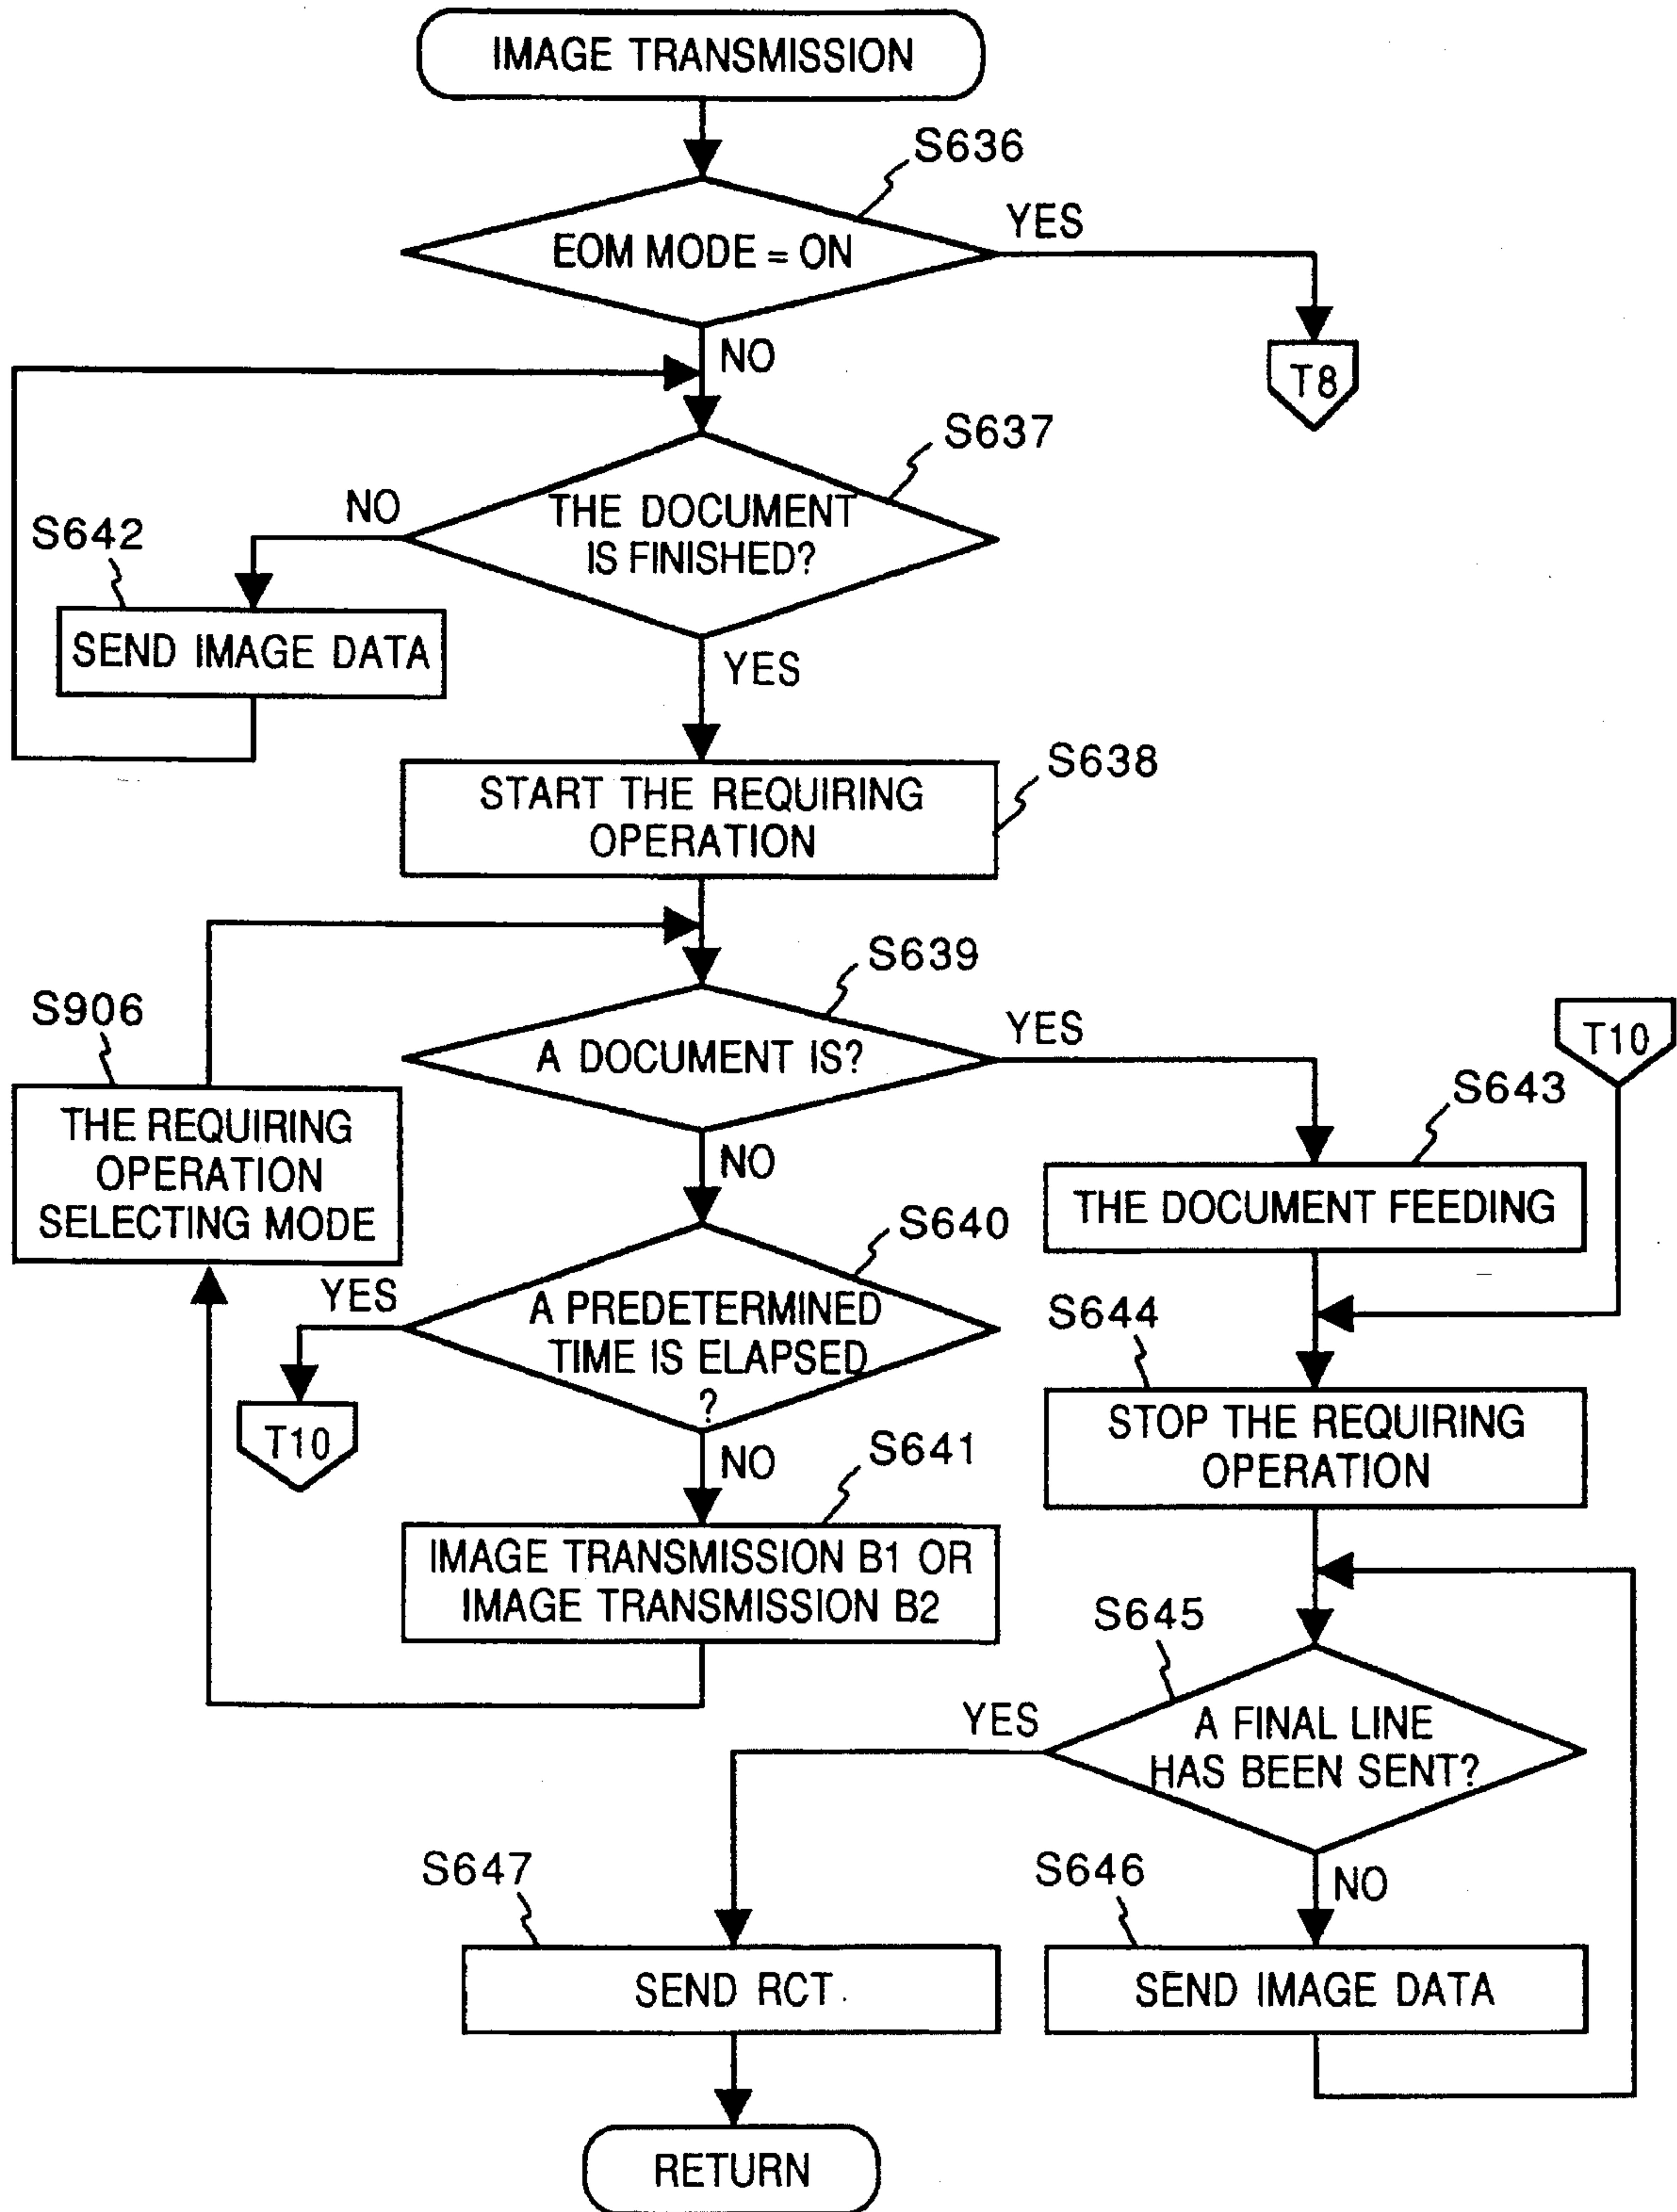 IMAGE TRANSMISSION
S636
EOM MODE = ON
YES
NO
T8
S637
THE DOCUMENT
IS FINISHED?
NO
S642
SEND IMAGE DATA
YES
S638
START THE REQUIRING
OPERATION
S639
A DOCUMENT IS?
YES
S906
THE REQUIRING
OPERATION
SELECTING MODE
T10
S643
THE DOCUMENT FEEDING
NO
S640
A PREDETERMINED
TIME IS ELAPSED
?
YES
T10
S644
STOP THE REQUIRING
OPERATION
NO
S641
IMAGE TRANSMISSION B1 OR
IMAGE TRANSMISSION B2
S645
A FINAL LINE
HAS BEEN SENT?
YES
NO
S647
SEND RCT
S646
SEND IMAGE DATA
RETURN